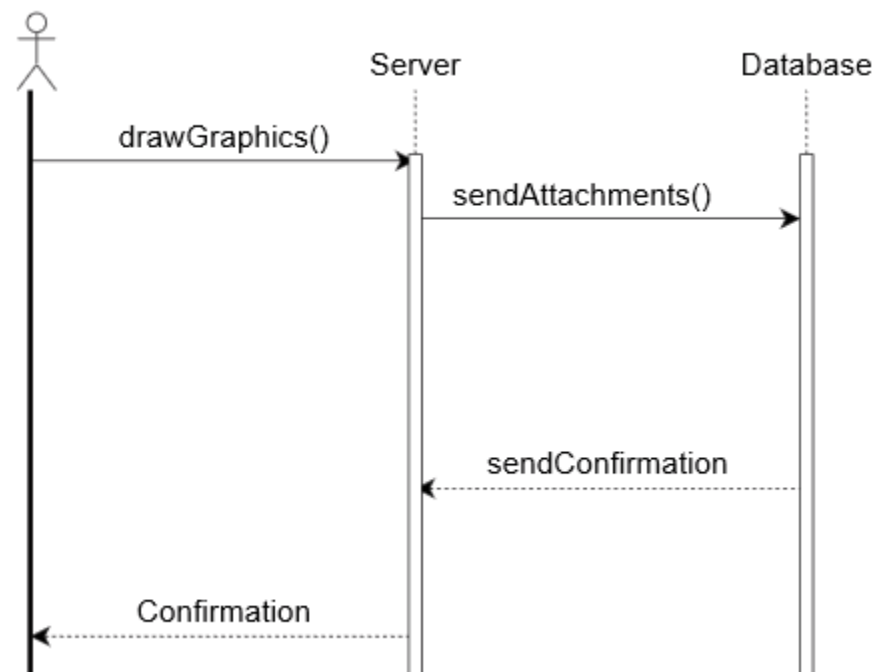 Server
Database
drawGraphics()
sendAttachments()
sendConfirmation
Confirmation